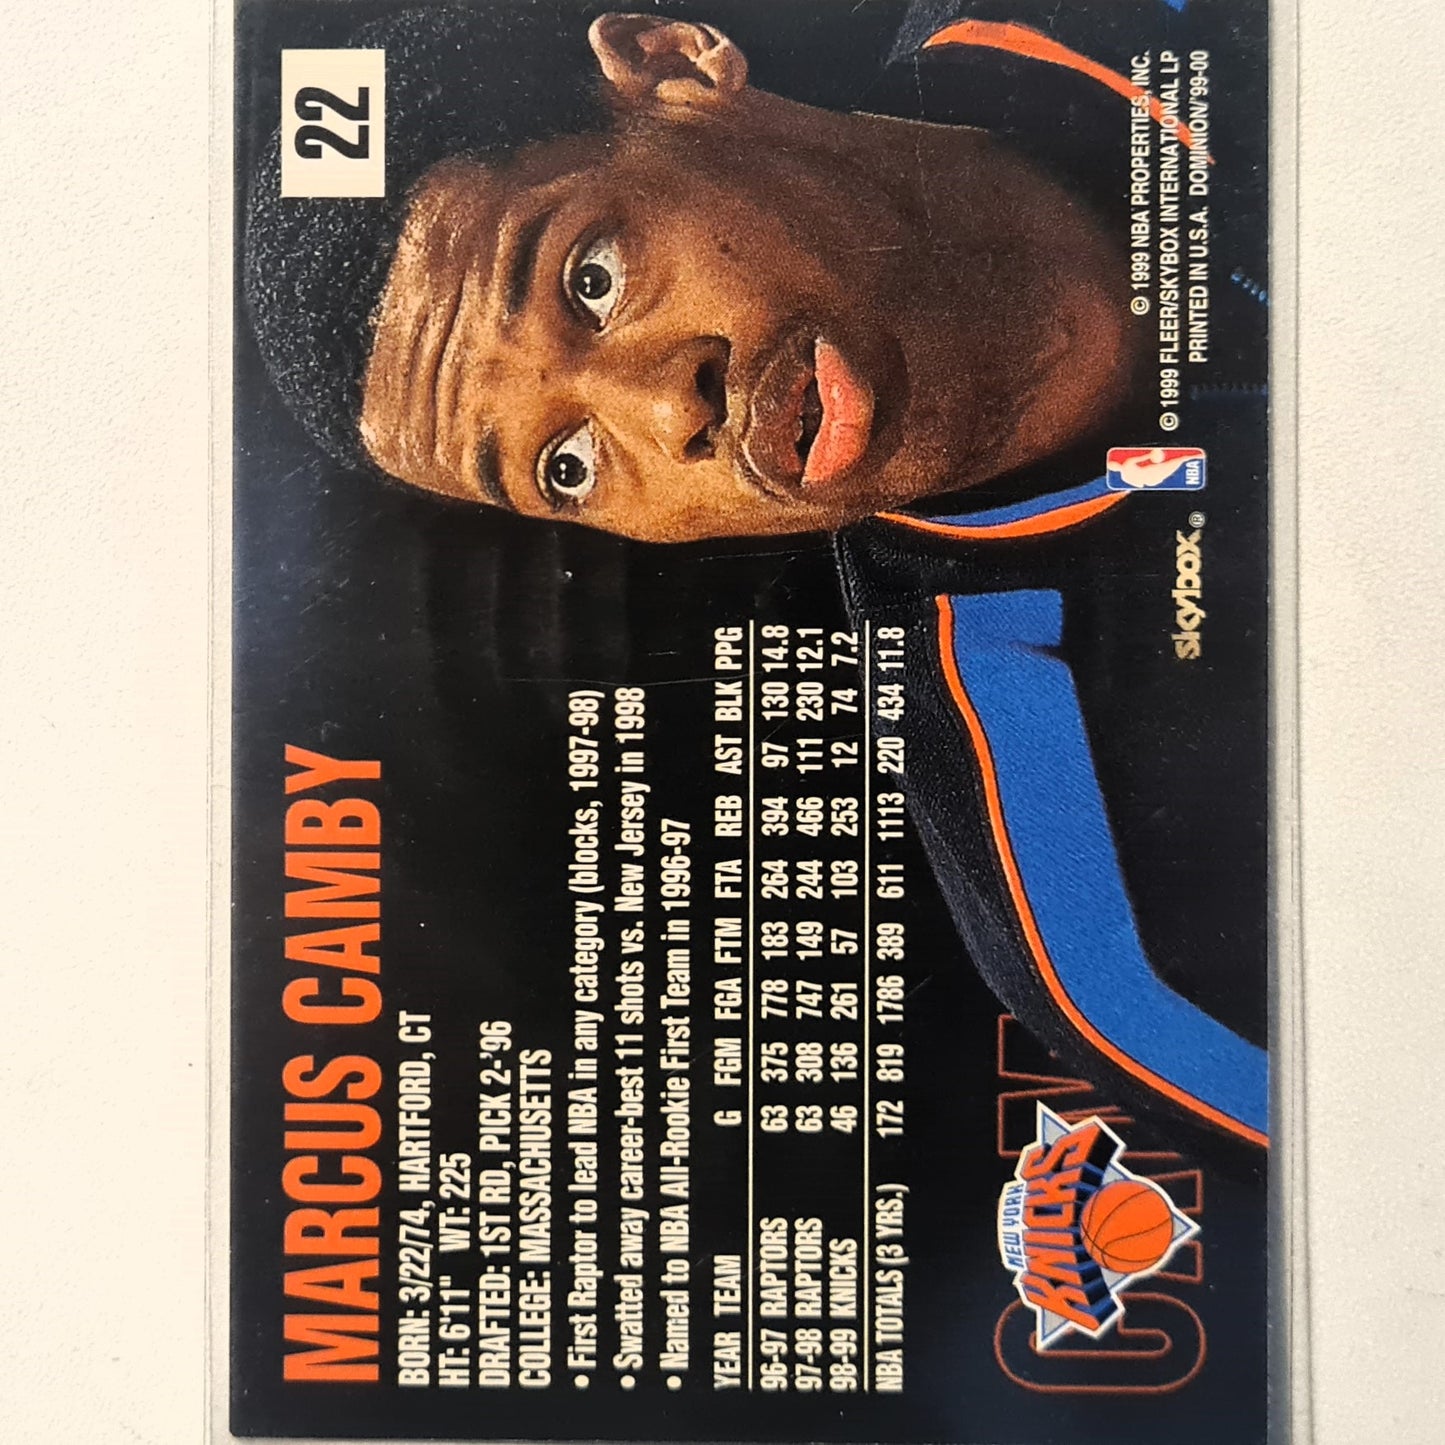 22
MARCUS CAMBY
BORN: 3/22/74, HARTFORD, CT
HT: 6'11" WT: 225
DRAFTED: 1ST RD, PICK 2-'96
COLLEGE: MASSACHUSETTS
• First Raptor to lead NBA in any category (blocks, 1997-98)
• Swatted away career-best 11 shots vs. New Jersey in 1998
• Named to NBA All-Rookie First Team in 1996-97
YEAR TEAM G FGM FGA FTM FTA REB AST BLK PPG
96-97 RAPTORS 63 375 778 183 264 394 97 130 14.8
97-98 RAPTORS 63 308 747 149 244 466 111 230 12.1
98-99 KNICKS 46 136 261 57 103 253 12 74 7.2
NBA TOTALS (3 YRS.) 172 819 1786 389 611 1113 220 434 11.8
NEW YORK
KNICKS
skybox®
NBA
© 1999 NBA PROPERTIES, INC.
© 1999 FLEER/SKYBOX INTERNATIONAL LP
PRINTED IN U.S.A. DOMINION/'99-00